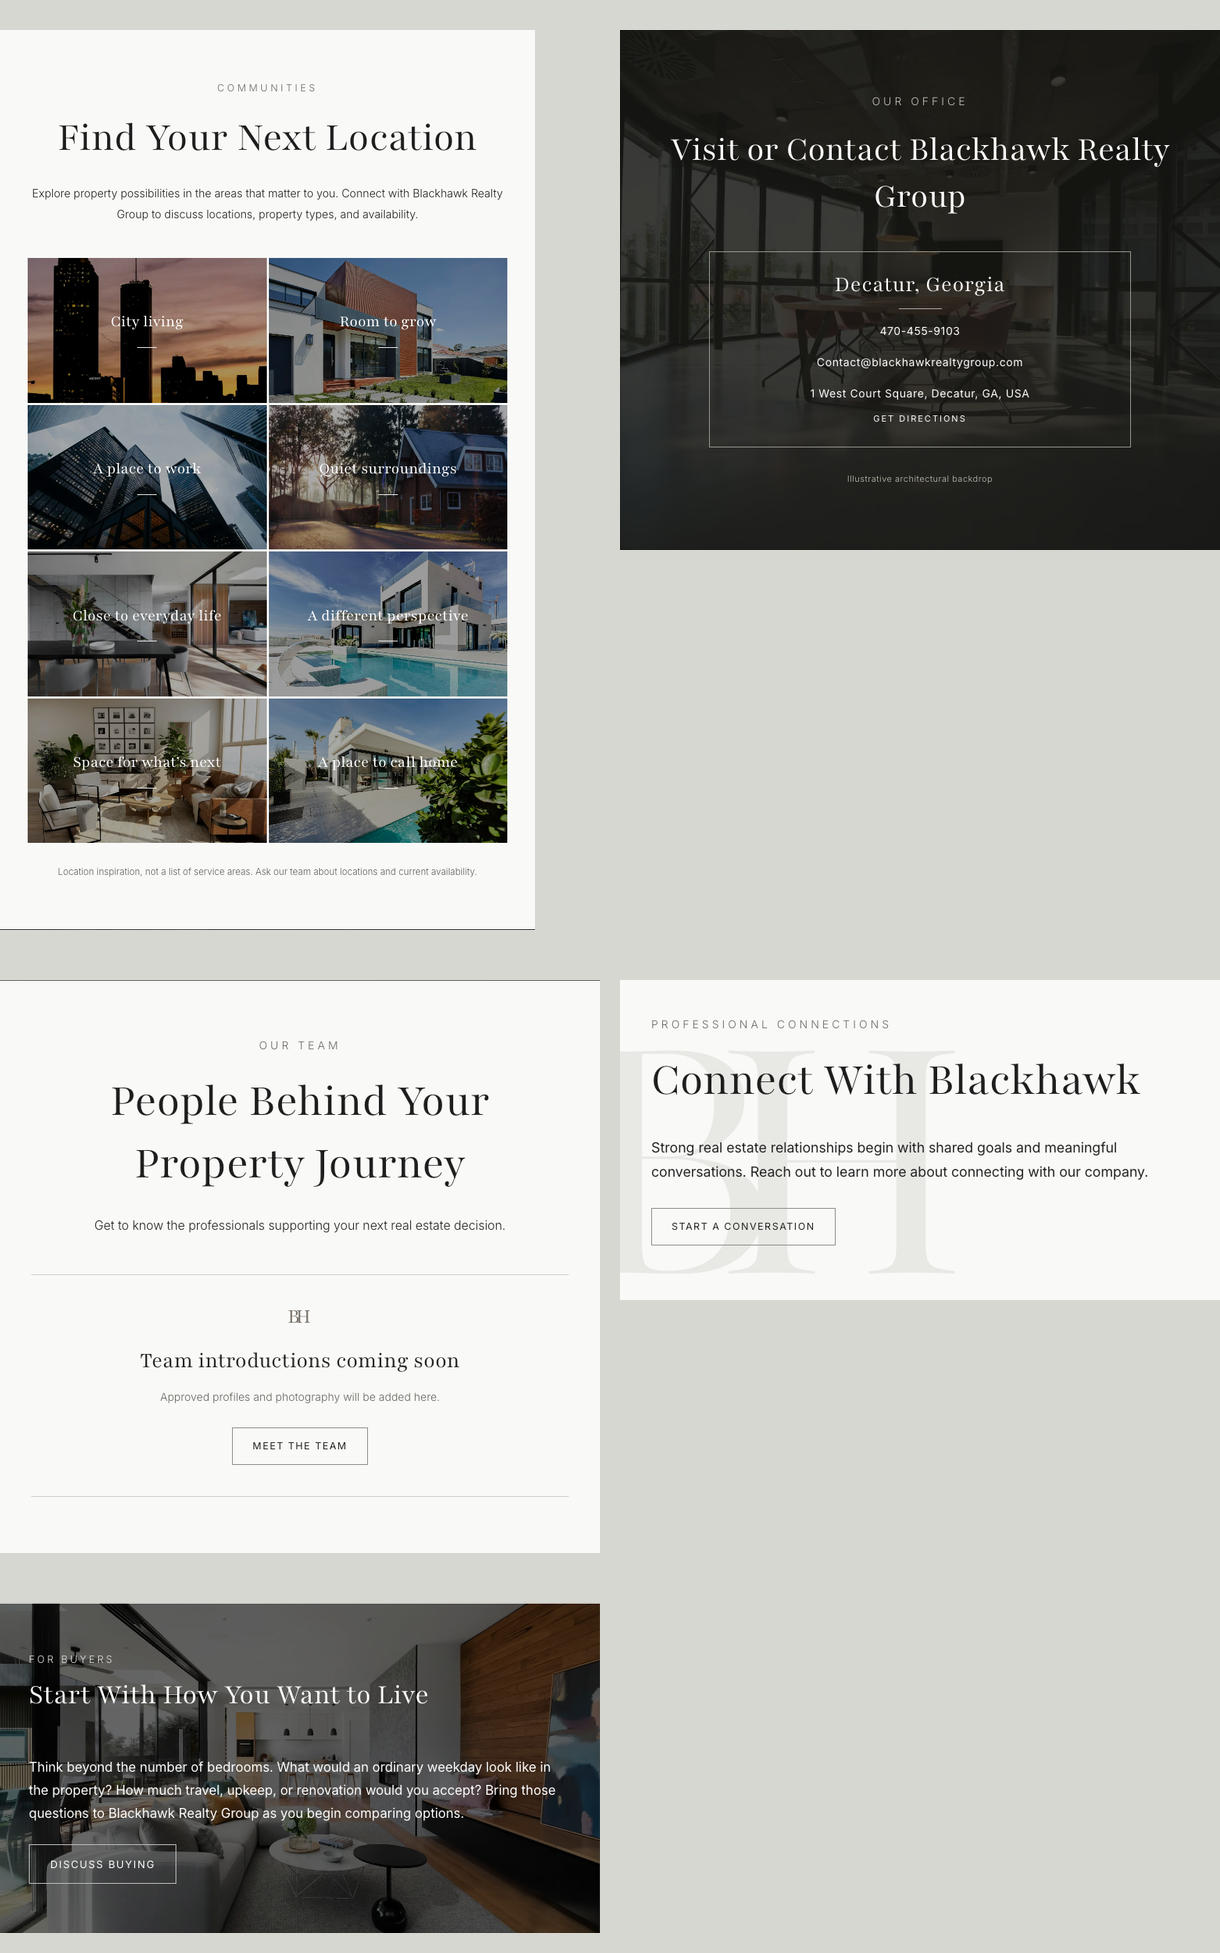 COMMUNITIES
Find Your Next Location
Explore property possibilities in the areas that matter to you. Connect with Blackhawk Realty
Group to discuss locations, property types, and availability.
City living
Room to grow
A place to work
Quiet surroundings
Close to everyday life
A different perspective
Space for what's next
A place to call home
Location inspiration, not a list of service areas. Ask our team about locations and current availability.
OUR OFFICE
Visit or Contact Blackhawk Realty
Group
Decatur, Georgia
470-455-9103
Contact@blackhawkrealtygroup.com
1 West Court Square, Decatur, GA, USA
GET DIRECTIONS
Illustrative architectural backdrop
OUR TEAM
People Behind Your
Property Journey
Get to know the professionals supporting your next real estate decision.
BH
Team introductions coming soon
Approved profiles and photography will be added here.
MEET THE TEAM
PROFESSIONAL CONNECTIONS
BH
Connect With Blackhawk
Strong real estate relationships begin with shared goals and meaningful
conversations. Reach out to learn more about connecting with our company.
START A CONVERSATION
FOR BUYERS
Start With How You Want to Live
Think beyond the number of bedrooms. What would an ordinary weekday look like in
the property? How much travel, upkeep, or renovation would you accept? Bring those
questions to Blackhawk Realty Group as you begin comparing options.
DISCUSS BUYING